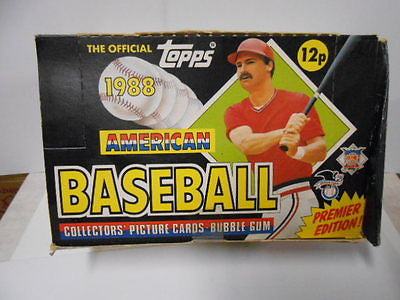 THE OFFICIAL Topps®
12p
1988
AMERICAN
BASEBALL
COLLECTORS' PICTURE CARDS-BUBBLE GUM
PREMIER
EDITION!